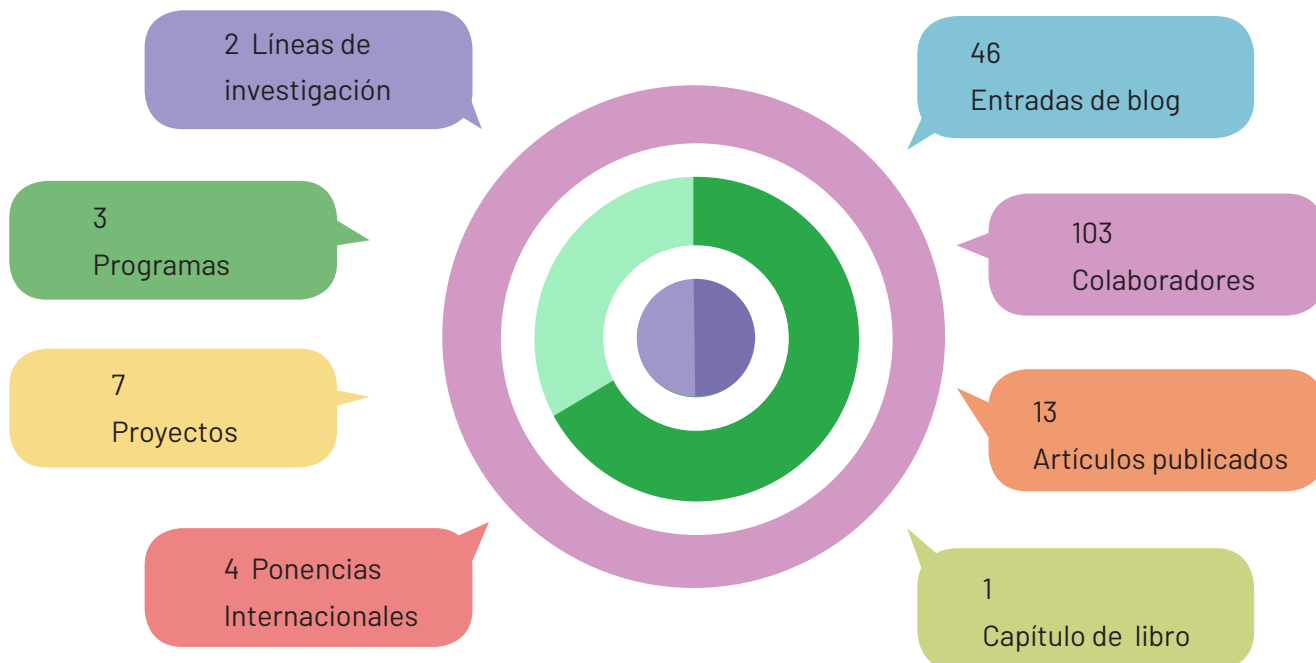 2 Líneas de
investigación
3
Programas
7
Proyectos
4 Ponencias
Internacionales
46
Entradas de blog
103
Colaboradores
13
Artículos publicados
1
Capítulo de libro